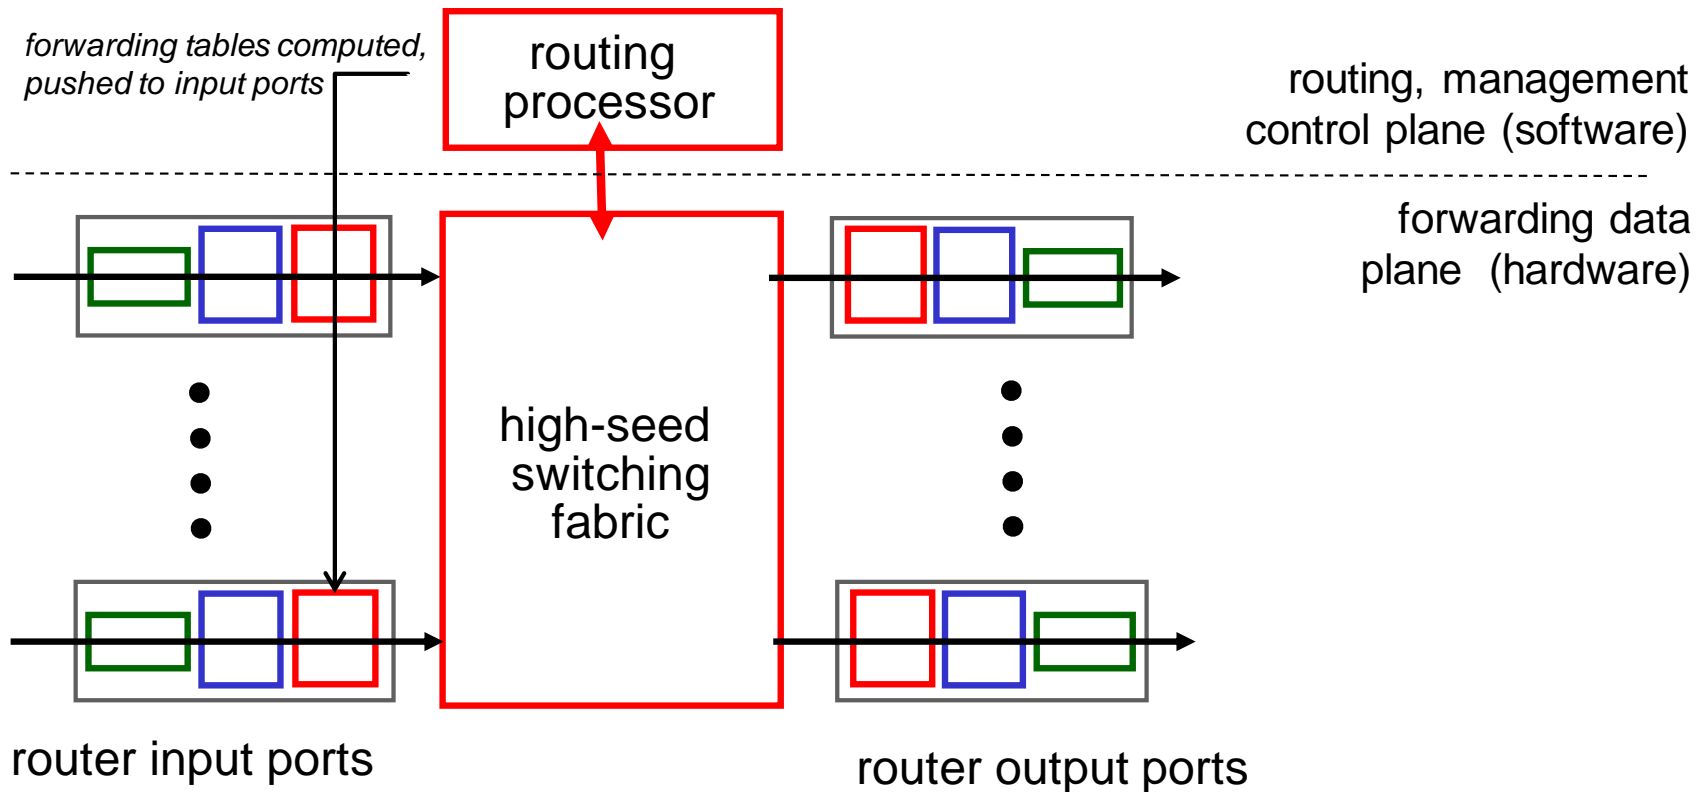 forwarding tables computed,
pushed to input ports
routing
processor
routing, management
control plane (software)
forwarding data
plane (hardware)
high-seed
switching
fabric
router input ports
router output ports